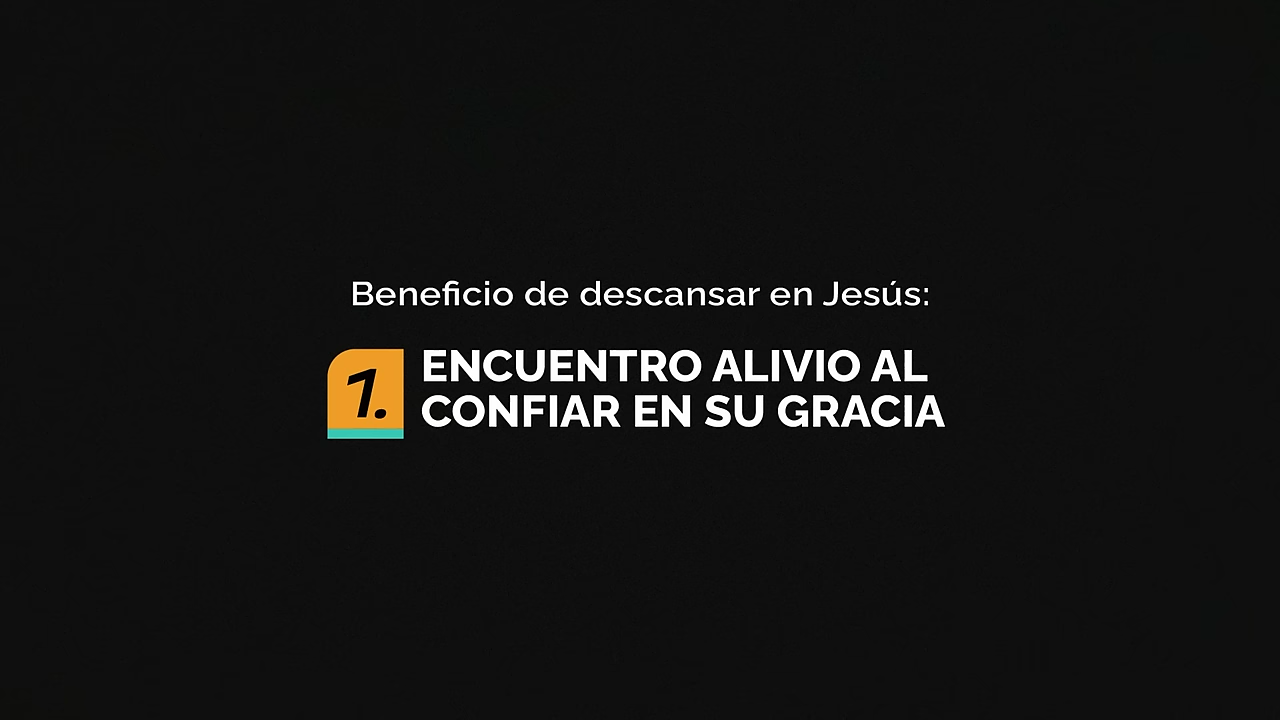 Beneficio de descansar en Jesús:
1. ENCUENTRO ALIVIO AL
CONFIAR EN SU GRACIA